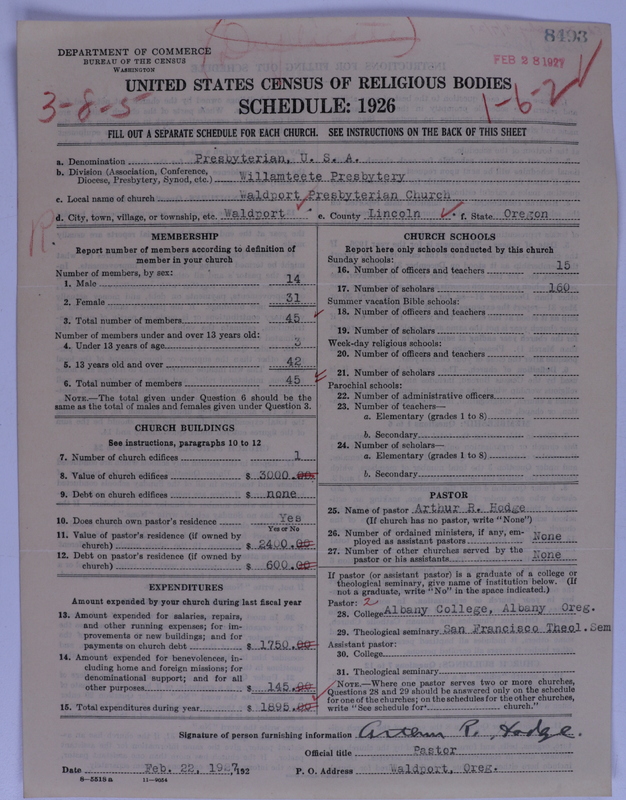 8493
DEPARTMENT OF COMMERCE
BUREAU OF THE CENSUS
WASHINGTON
FEB 28 1927
UNITED STATES CENSUS OF RELIGIOUS BODIES
3-8-5
SCHEDULE: 1926
1-6-2
FILL OUT A SEPARATE SCHEDULE FOR EACH CHURCH. SEE INSTRUCTIONS ON THE BACK OF THIS SHEET
a. Denomination Presbyterian, U. S. A.
b. Division (Association, Conference, Diocese, Presbytery, Synod, etc.) Willamteete Presbytery
c. Local name of church Waldport Presbyterian Church
d. City, town, village, or township, etc. Waldport e. County Lincoln f. State Oregon
MEMBERSHIP
Report number of members according to definition of
member in your church
Number of members, by sex:
1. Male 14
2. Female 31
3. Total number of members 45
Number of members under and over 13 years old:
4. Under 13 years of age 3
5. 13 years old and over 42
6. Total number of members 45
NOTE.—The total given under Question 6 should be the
same as the total of males and females given under Question 3.
CHURCH BUILDINGS
See instructions, paragraphs 10 to 12
7. Number of church edifices 1
8. Value of church edifices $ 3000.00
9. Debt on church edifices $ none
10. Does church own pastor's residence Yes
Yes or No
11. Value of pastor's residence (if owned by
church) $ 2400.00
12. Debt on pastor's residence (if owned by
church) $ 600.00
EXPENDITURES
Amount expended by your church during last fiscal year
13. Amount expended for salaries, repairs,
and other running expenses; for im-
provements or new buildings; and for
payments on church debt $ 1750.00
14. Amount expended for benevolences, in-
cluding home and foreign missions; for
denominational support; and for all
other purposes $ 145.00
15. Total expenditures during year $ 1895.00
CHURCH SCHOOLS
Report here only schools conducted by this church
Sunday schools:
16. Number of officers and teachers 15
17. Number of scholars 160
Summer vacation Bible schools:
18. Number of officers and teachers
19. Number of scholars
Week-day religious schools:
20. Number of officers and teachers
21. Number of scholars
Parochial schools:
22. Number of administrative officers
23. Number of teachers—
a. Elementary (grades 1 to 8)
b. Secondary
24. Number of scholars—
a. Elementary (grades 1 to 8)
b. Secondary
PASTOR
25. Name of pastor Arthur R. Hodge
(If church has no pastor, write "None")
26. Number of ordained ministers, if any, em-
ployed as assistant pastors None
27. Number of other churches served by the
pastor or his assistants None
If pastor (or assistant pastor) is a graduate of a college or
theological seminary, give name of institution below. (If
not a graduate, write "No" in the space indicated.)
Pastor: 2
28. College Albany College, Albany Oreg.
29. Theological seminary San Francisco Theol. Sem
Assistant pastor:
30. College
31. Theological seminary
NOTE.—Where one pastor serves two or more churches,
Questions 28 and 29 should be answered only on the schedule
for one of the churches; on the schedules for the other churches,
write "See schedule for church."
Signature of person furnishing information Arthur R. Hodge.
Official title Pastor
Date Feb. 22, 1927, 192 P. O. Address Waldport, Oreg.
8-5518 a 11-9054